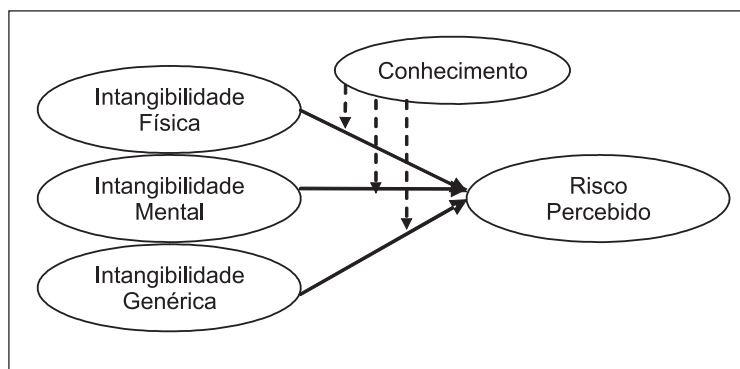 Conhecimento
Intangibilidade
Física
Intangibilidade
Mental
Risco
Percebido
Intangibilidade
Genérica